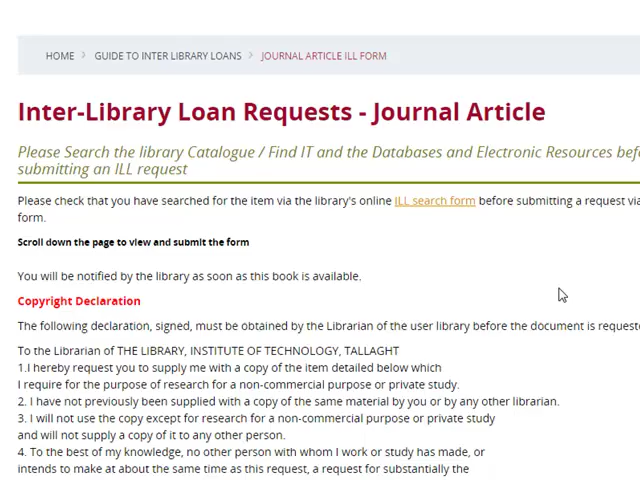 HOME > GUIDE TO INTER LIBRARY LOANS > JOURNAL ARTICLE ILL FORM
Inter-Library Loan Requests - Journal Article
Please Search the library Catalogue / Find IT and the Databases and Electronic Resources
submitting an ILL request
Please check that you have searched for the item via the library's online ILL search form before submitting a request via
form.
Scroll down the page to view and submit the form
You will be notified by the library as soon as this book is available.
Copyright Declaration
The following declaration, signed, must be obtained by the Librarian of the user library before the document is
To the Librarian of THE LIBRARY, INSTITUTE OF TECHNOLOGY, TALLAGHT
1.I hereby request you to supply me with a copy of the item detailed below which
I require for the purpose of research for a non-commercial purpose or private study.
2. I have not previously been supplied with a copy of the same material by you or by any other librarian.
3. I will not use the copy except for research for a non-commercial purpose or private study
and will not supply a copy of it to any other person.
4. To the best of my knowledge, no other person with whom I work or study has made, or
intends to make at about the same time as this request, a request for substantially the